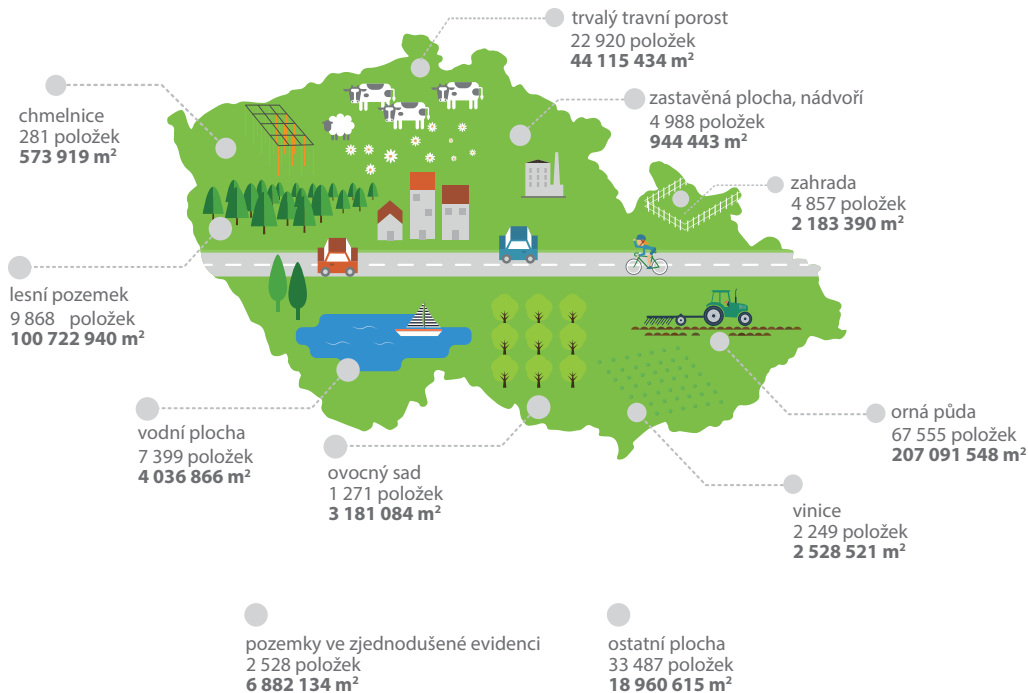 trvalý travní porost
22 920 položek
44 115 434 m²
zastavěná plocha, nádvoří
4 988 položek
944 443 m²
chmelnice
281 položek
573 919 m²
zahrada
4 857 položek
2 183 390 m²
lesní pozemek
9 868 položek
100 722 940 m²
orná půda
67 555 položek
207 091 548 m²
vodní plocha
7 399 položek
4 036 866 m²
ovocný sad
1 271 položek
3 181 084 m²
vinice
2 249 položek
2 528 521 m²
pozemky ve zjednodušené evidenci
2 528 položek
6 882 134 m²
ostatní plocha
33 487 položek
18 960 615 m²